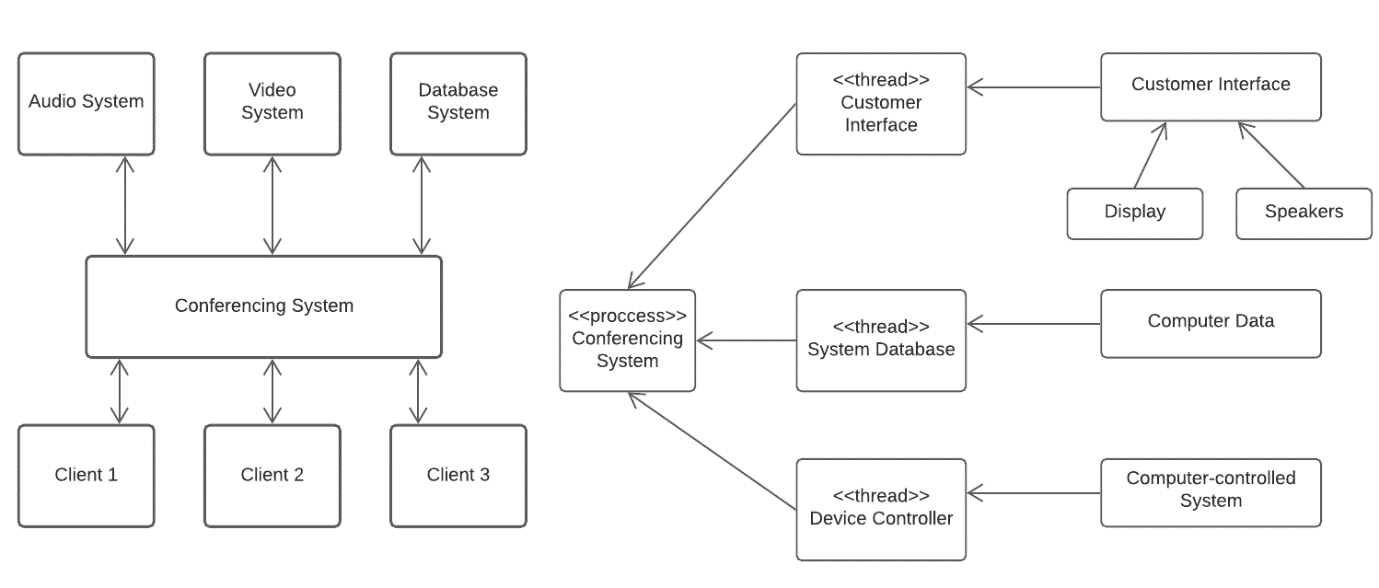 Audio System
Video
System
Database
System
Conferencing System
Client 1
Client 2
Client 3
<<thread>>
Customer
Interface
Customer Interface
Display
Speakers
<<proccess>>
Conferencing
System
<<thread>>
System Database
Computer Data
<<thread>>
Device Controller
Computer-controlled
System